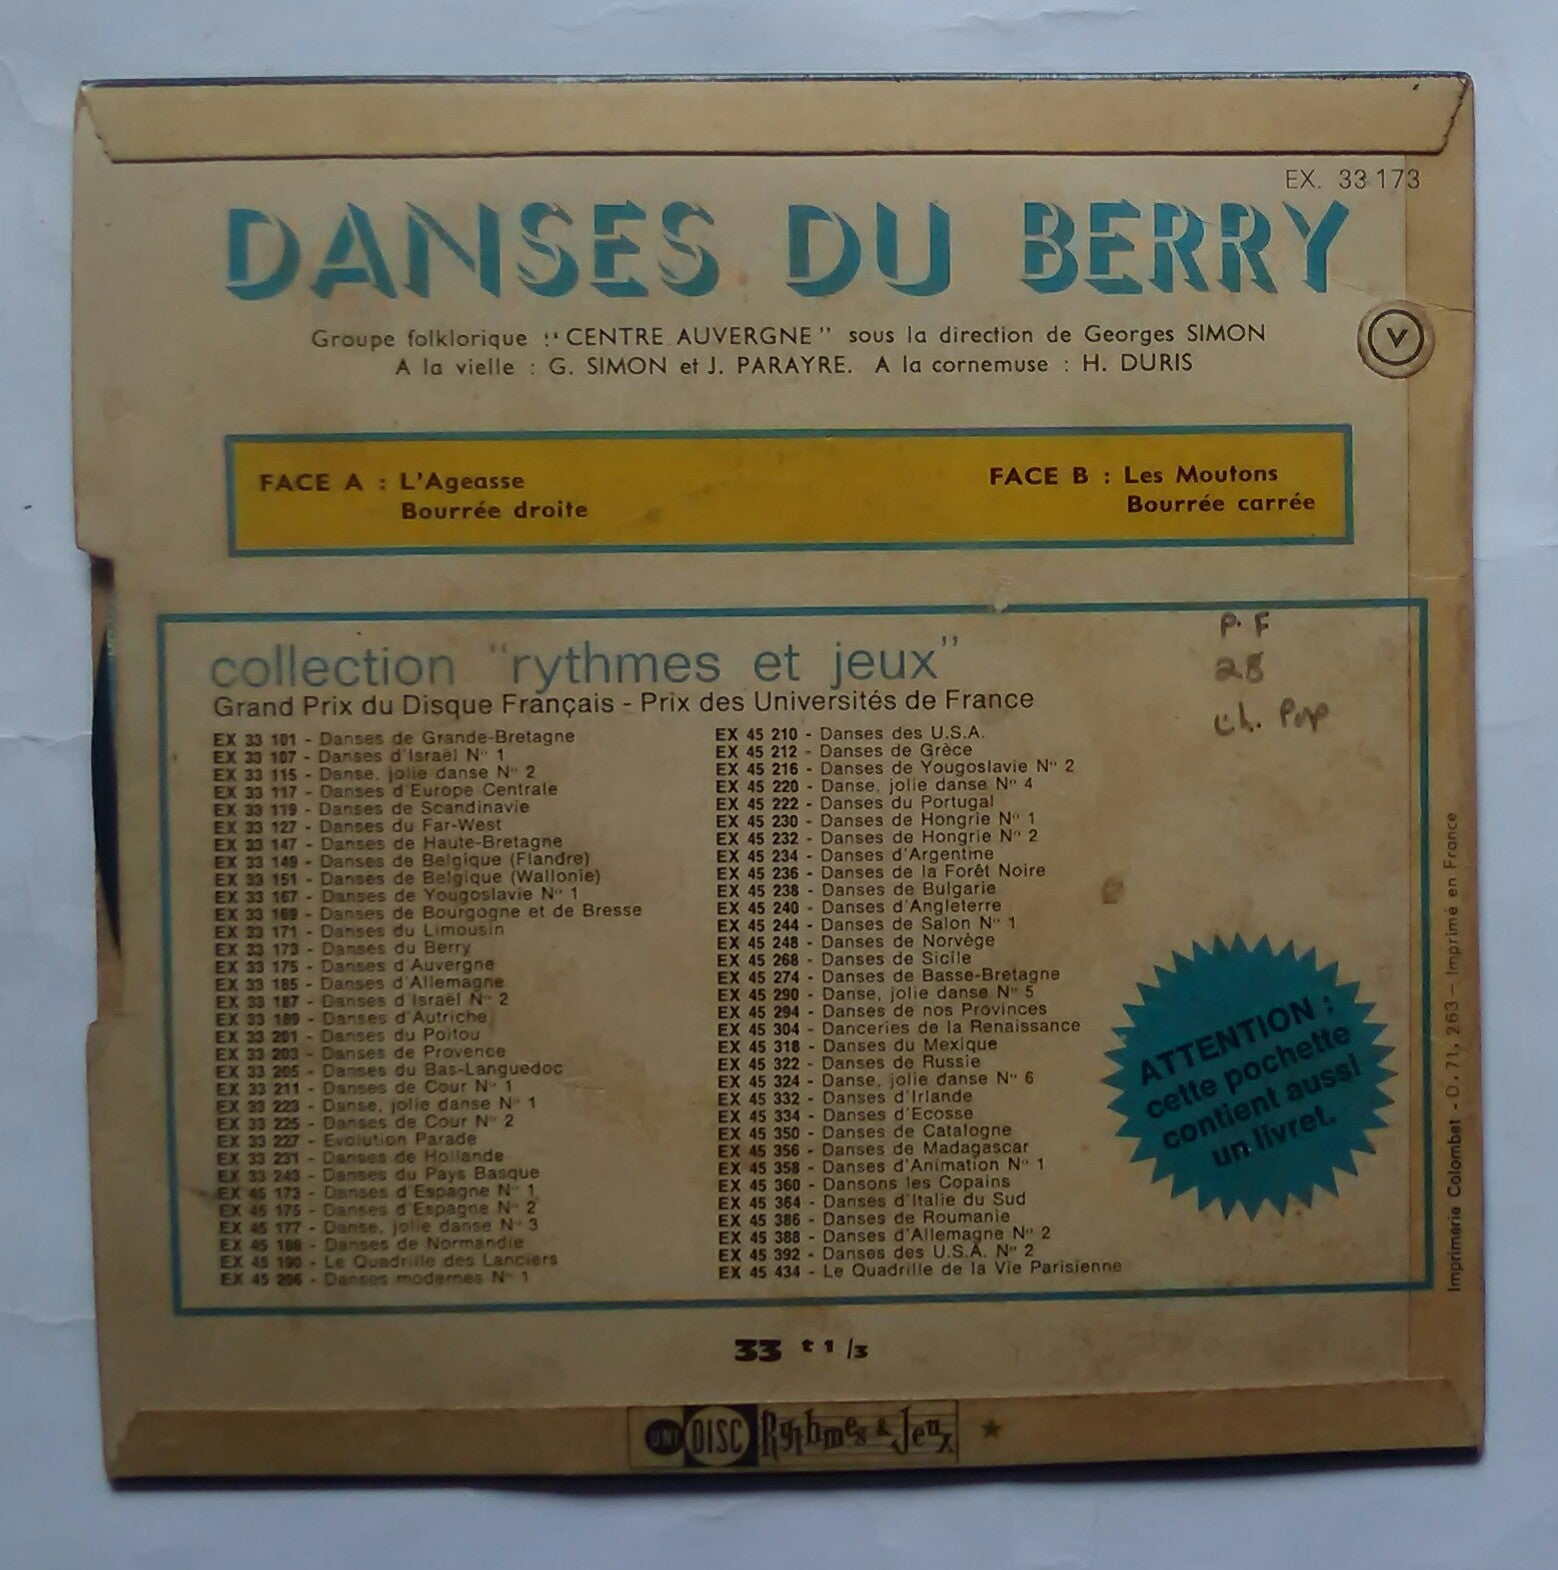 EX. 33 173
DANSES DU BERRY
Groupe folklorique :“CENTRE AUVERGNE” sous la direction de Georges SIMON
A la vielle : G. SIMON et J. PARAYRE. A la cornemuse : H. DURIS
V
FACE A : L'Ageasse
Bourrée droite
FACE B : Les Moutons
Bourrée carrée
P. F
28
ch. Pop
collection “rythmes et jeux”
Grand Prix du Disque Français - Prix des Universités de France
EX 33 101 - Danses de Grande-Bretagne
EX 33 107 - Danses d'Israël N° 1
EX 33 115 - Danse, jolie danse N° 2
EX 33 117 - Danses d'Europe Centrale
EX 33 119 - Danses de Scandinavie
EX 33 127 - Danses du Far-West
EX 33 147 - Danses de Haute-Bretagne
EX 33 149 - Danses de Belgique (Flandre)
EX 33 151 - Danses de Belgique (Wallonie)
EX 33 167 - Danses de Yougoslavie N° 1
EX 33 169 - Danses de Bourgogne et de Bresse
EX 33 171 - Danses du Limousin
EX 33 173 - Danses du Berry
EX 33 175 - Danses d'Auvergne
EX 33 185 - Danses d'Allemagne
EX 33 187 - Danses d'Israël N° 2
EX 33 189 - Danses d'Autriche
EX 33 201 - Danses du Poitou
EX 33 203 - Danses de Provence
EX 33 205 - Danses du Bas-Languedoc
EX 33 211 - Danses de Cour N° 1
EX 33 223 - Danse, jolie danse N° 1
EX 33 225 - Danses de Cour N° 2
EX 33 227 - Evolution Parade
EX 33 231 - Danses de Hollande
EX 33 243 - Danses du Pays Basque
EX 45 173 - Danses d'Espagne N° 1
EX 45 175 - Danses d'Espagne N° 2
EX 45 177 - Danse, jolie danse N° 3
EX 45 188 - Danses de Normandie
EX 45 190 - Le Quadrille des Lanciers
EX 45 206 - Danses modernes N° 1
EX 45 210 - Danses des U.S.A.
EX 45 212 - Danses de Grèce
EX 45 216 - Danses de Yougoslavie N° 2
EX 45 220 - Danse, jolie danse N° 4
EX 45 222 - Danses du Portugal
EX 45 230 - Danses de Hongrie N° 1
EX 45 232 - Danses de Hongrie N° 2
EX 45 234 - Danses d'Argentine
EX 45 236 - Danses de la Forêt Noire
EX 45 238 - Danses de Bulgarie
EX 45 240 - Danses d'Angleterre
EX 45 244 - Danses de Salon N° 1
EX 45 248 - Danses de Norvège
EX 45 268 - Danses de Sicile
EX 45 274 - Danses de Basse-Bretagne
EX 45 290 - Danse, jolie danse N° 5
EX 45 294 - Danses de nos Provinces
EX 45 304 - Danceries de la Renaissance
EX 45 318 - Danses du Mexique
EX 45 322 - Danses de Russie
EX 45 324 - Danse, jolie danse N° 6
EX 45 332 - Danses d'Irlande
EX 45 334 - Danses d'Ecosse
EX 45 350 - Danses de Catalogne
EX 45 356 - Danses de Madagascar
EX 45 358 - Danses d'Animation N° 1
EX 45 360 - Dansons les Copains
EX 45 364 - Danses d'Italie du Sud
EX 45 386 - Danses de Roumanie
EX 45 388 - Danses d'Allemagne N° 2
EX 45 392 - Danses des U.S.A. N° 2
EX 45 434 - Le Quadrille de la Vie Parisienne
ATTENTION :
cette pochette
contient aussi
un livret.
Imprimerie Colombet - D. 71, 263 - Imprimé en France
33 t 1/3
UNI DISC Rythmes & Jeux